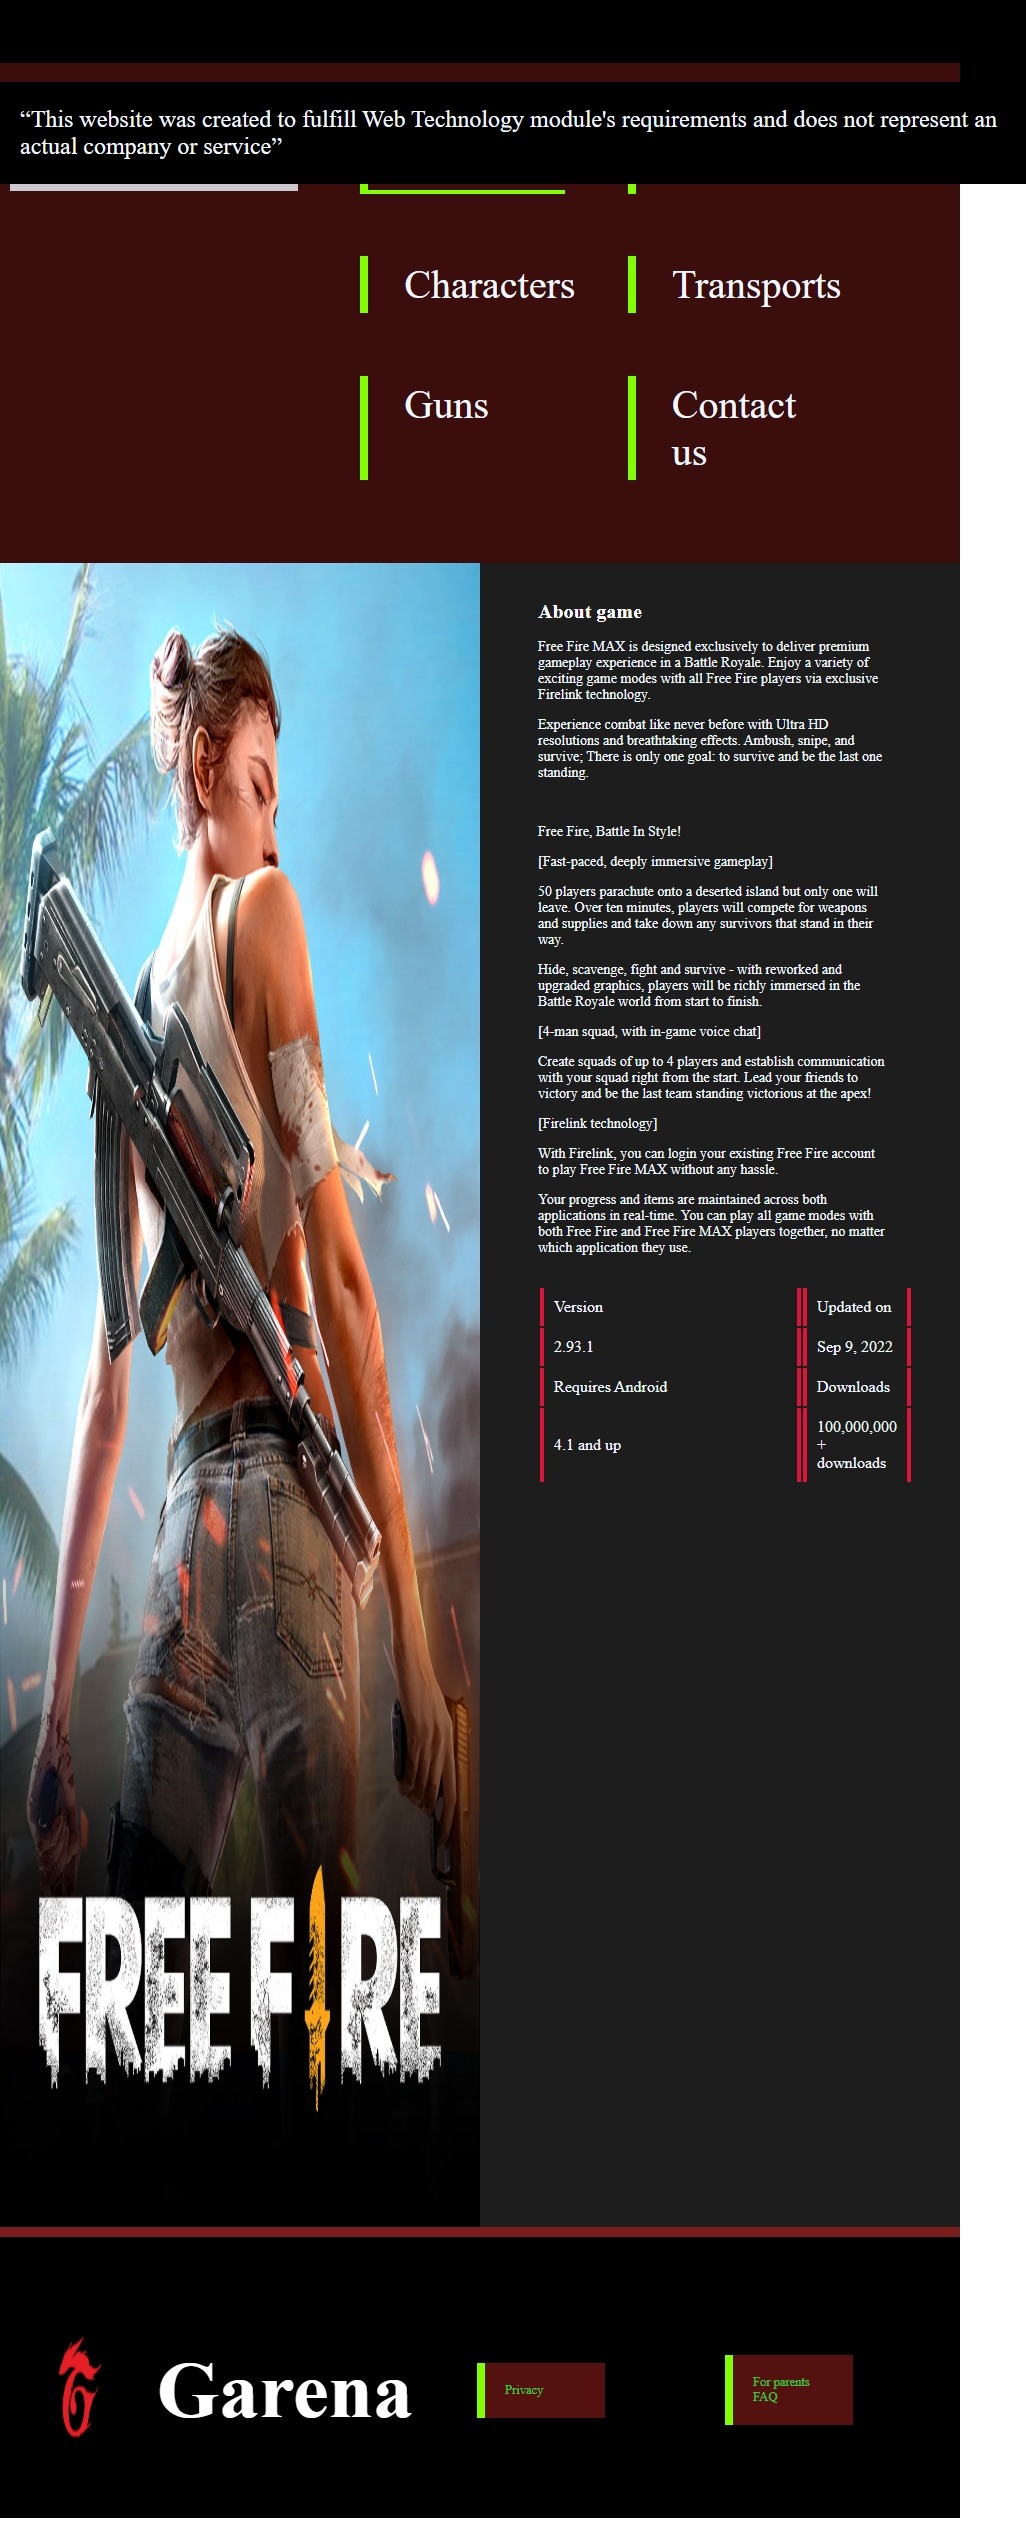 “This website was created to fulfill Web Technology module's requirements and does not represent an
actual company or service”
Characters
Transports
Guns
Contact
us
About game
Free Fire MAX is designed exclusively to deliver premium
gameplay experience in a Battle Royale. Enjoy a variety of
exciting game modes with all Free Fire players via exclusive
Firelink technology.
Experience combat like never before with Ultra HD
resolutions and breathtaking effects. Ambush, snipe, and
survive; There is only one goal: to survive and be the last one
standing.
Free Fire, Battle In Style!
[Fast-paced, deeply immersive gameplay]
50 players parachute onto a deserted island but only one will
leave. Over ten minutes, players will compete for weapons
and supplies and take down any survivors that stand in their
way.
Hide, scavenge, fight and survive - with reworked and
upgraded graphics, players will be richly immersed in the
Battle Royale world from start to finish.
[4-man squad, with in-game voice chat]
Create squads of up to 4 players and establish communication
with your squad right from the start. Lead your friends to
victory and be the last team standing victorious at the apex!
[Firelink technology]
With Firelink, you can login your existing Free Fire account
to play Free Fire MAX without any hassle.
Your progress and items are maintained across both
applications in real-time. You can play all game modes with
both Free Fire and Free Fire MAX players together, no matter
which application they use.
Version
Updated on
2.93.1
Sep 9, 2022
Requires Android
Downloads
4.1 and up
100,000,000
+
downloads
FREE FIRE
Garena
Privacy
For parents
FAQ